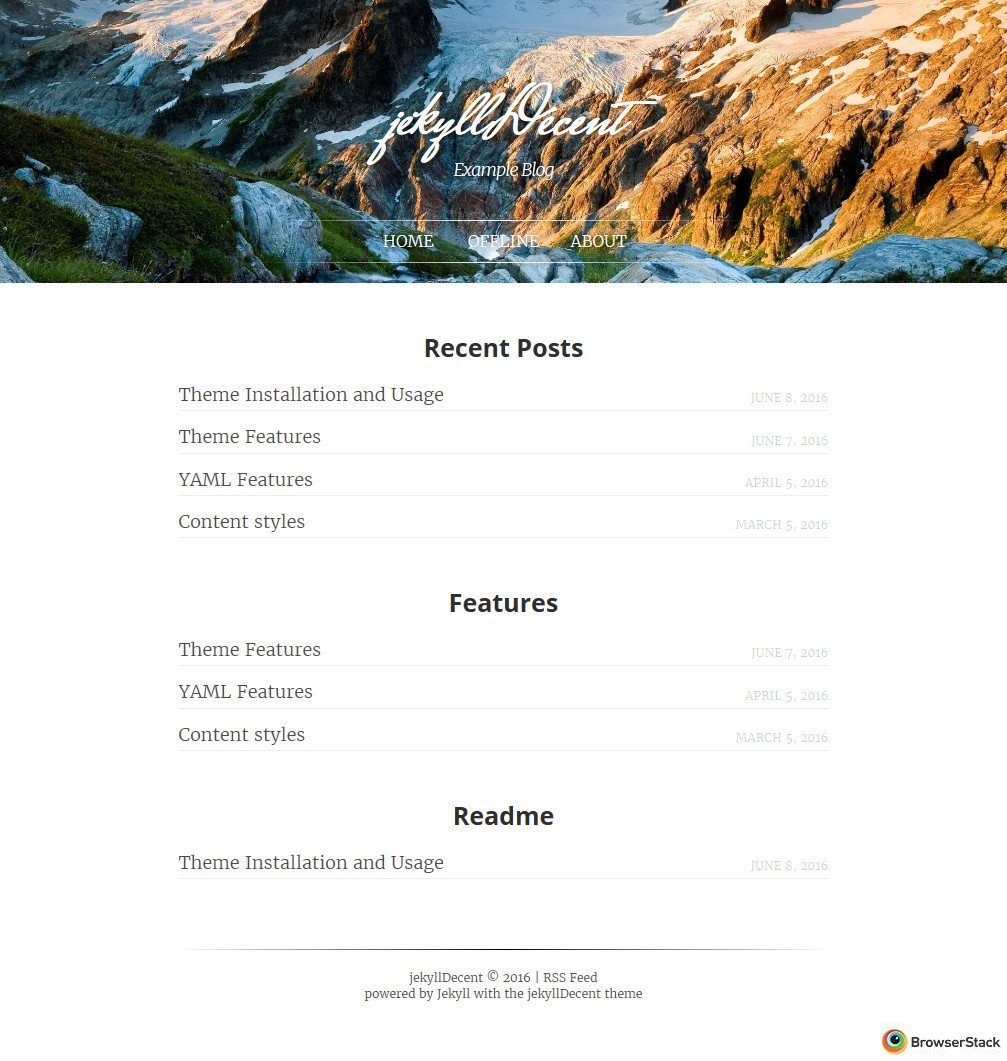 jekyllDecent
Example Blog
HOME OFFLINE ABOUT
Recent Posts
Theme Installation and Usage JUNE 8, 2016
Theme Features JUNE 7, 2016
YAML Features APRIL 5, 2016
Content styles MARCH 5, 2016
Features
Theme Features JUNE 7, 2016
YAML Features APRIL 5, 2016
Content styles MARCH 5, 2016
Readme
Theme Installation and Usage JUNE 8, 2016
jekyllDecent © 2016 | RSS Feed
powered by Jekyll with the jekyllDecent theme
BrowserStack